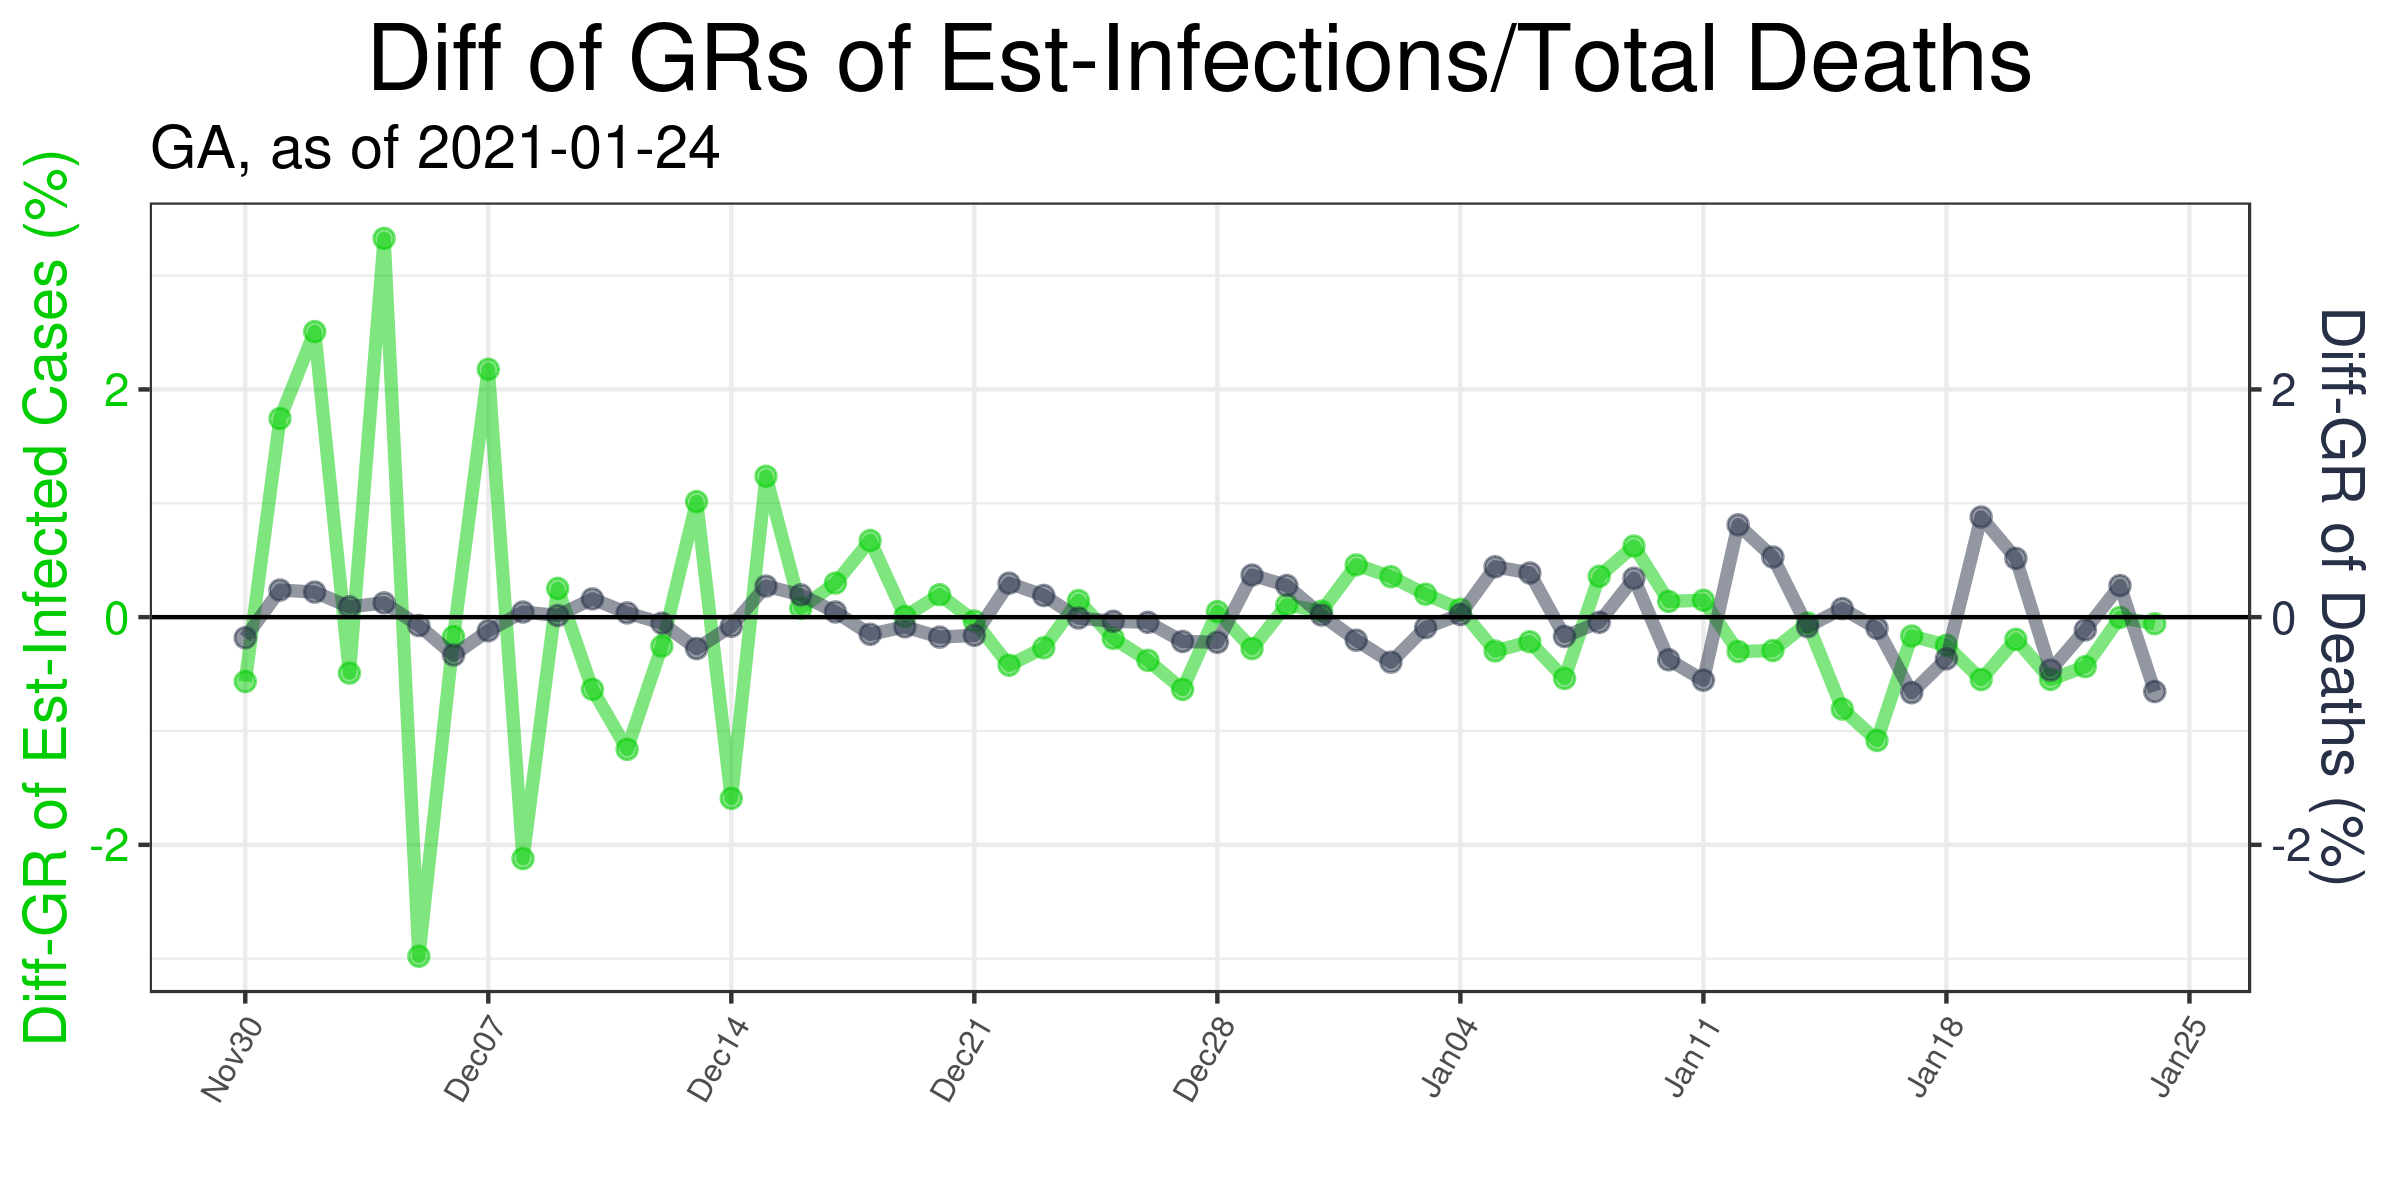 Diff of GRs of Est-Infections/Total Deaths
GA, as of 2021-01-24
Diff-GR of Est-Infected Cases (%)
2
0
-2
2
0
-2
Diff-GR of Deaths (%)
Nov30
Dec07
Dec14
Dec21
Dec28
Jan04
Jan11
Jan18
Jan25